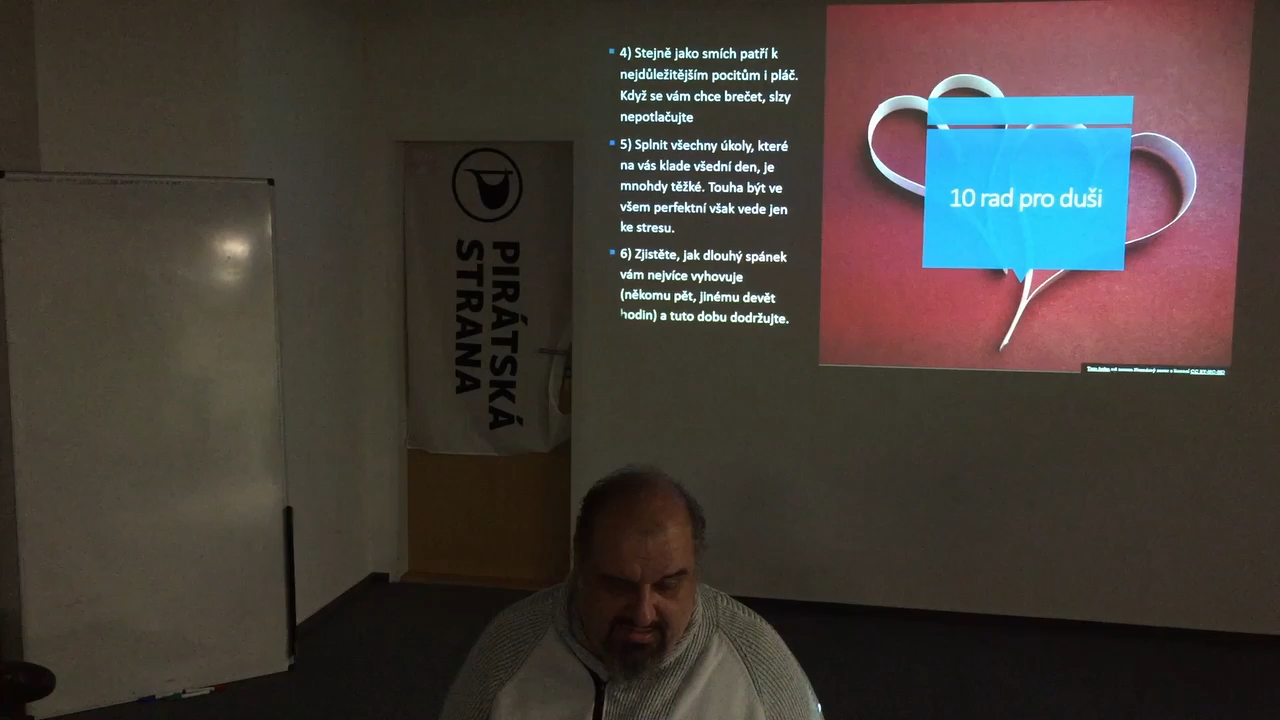 4) Stejně jako smích patří k
nejdůležitějším pocitům i pláč.
Když se vám chce brečet, slzy
nepotlačujte
5) Splnit všechny úkoly, které
na vás klade všední den, je
mnohdy těžké. Touha být ve
všem perfektní však vede jen
ke stresu.
6) Zjistěte, jak dlouhý spánek
vám nejvíce vyhovuje
(někomu pět, jinému devět
hodin) a tuto dobu dodržujte.
10 rad pro duši
PIRÁTSKÁ
STRANA